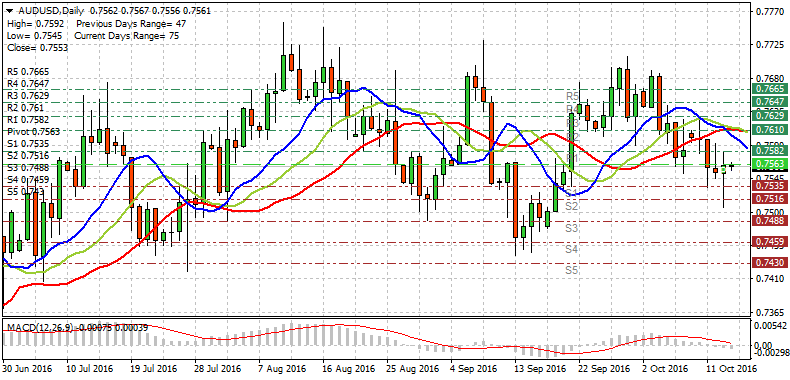 AUDUSD,Daily 0.7562 0.7567 0.7556 0.7561
High= 0.7592 Previous Days Range= 47
Low= 0.7545 Current Days Range= 75
Close= 0.7553
R5 0.7665
R4 0.7647
R3 0.7629
R2 0.761
R1 0.7582
Pivot 0.7563
S1 0.7535
S2 0.7516
S3 0.7488
S4 0.7459
S5 0.743
R5
S2
S3
S4
S5
0.7770
0.7725
0.7680
0.7665
0.7647
0.7629
0.7610
0.7582
0.7563
0.7545
0.7535
0.7516
0.7500
0.7488
0.7459
0.7430
0.7410
0.7365
MACD(12,26,9) -0.00075 0.00039
0.00542
0.00
-0.00298
30 Jun 2016 10 Jul 2016 19 Jul 2016 28 Jul 2016 7 Aug 2016 16 Aug 2016 25 Aug 2016 4 Sep 2016 13 Sep 2016 22 Sep 2016 2 Oct 2016 11 Oct 2016